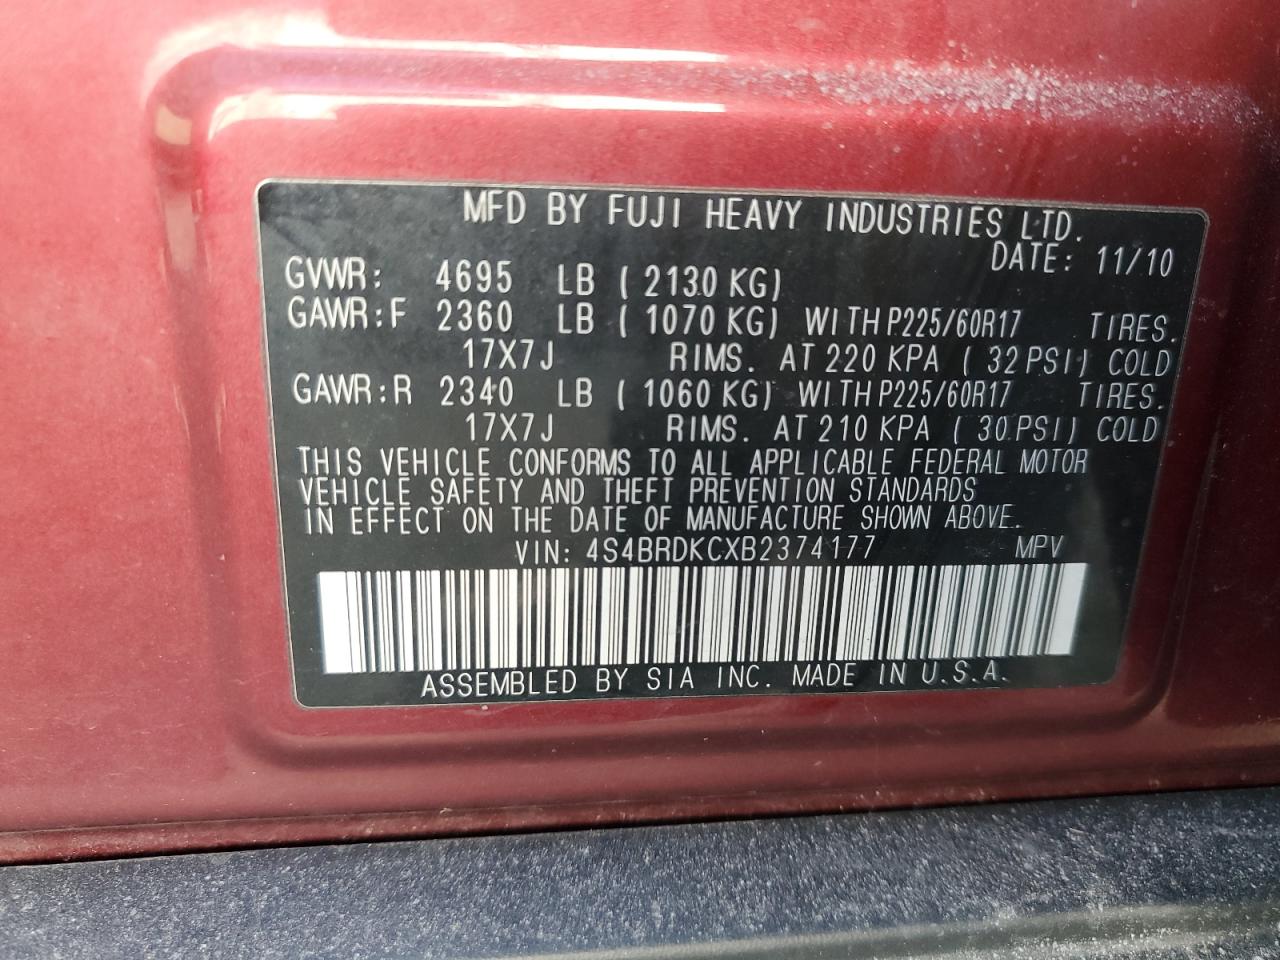 MFD BY FUJI HEAVY INDUSTRIES LTD.
DATE: 11/10
GVWR: 4695 LB (2130 KG)
GAWR:F 2360 LB (1070 KG) WITH P225/60R17 TIRES.
17X7J RIMS. AT 220 KPA (32 PSI) COLD
GAWR:R 2340 LB (1060 KG) WITH P225/60R17 TIRES.
17X7J RIMS. AT 210 KPA (30 PSI) COLD
THIS VEHICLE CONFORMS TO ALL APPLICABLE FEDERAL MOTOR
VEHICLE SAFETY AND THEFT PREVENTION STANDARDS
IN EFFECT ON THE DATE OF MANUFACTURE SHOWN ABOVE.
VIN: 4S4BRDKCXB2374177 MPV
ASSEMBLED BY SIA INC. MADE IN U.S.A.